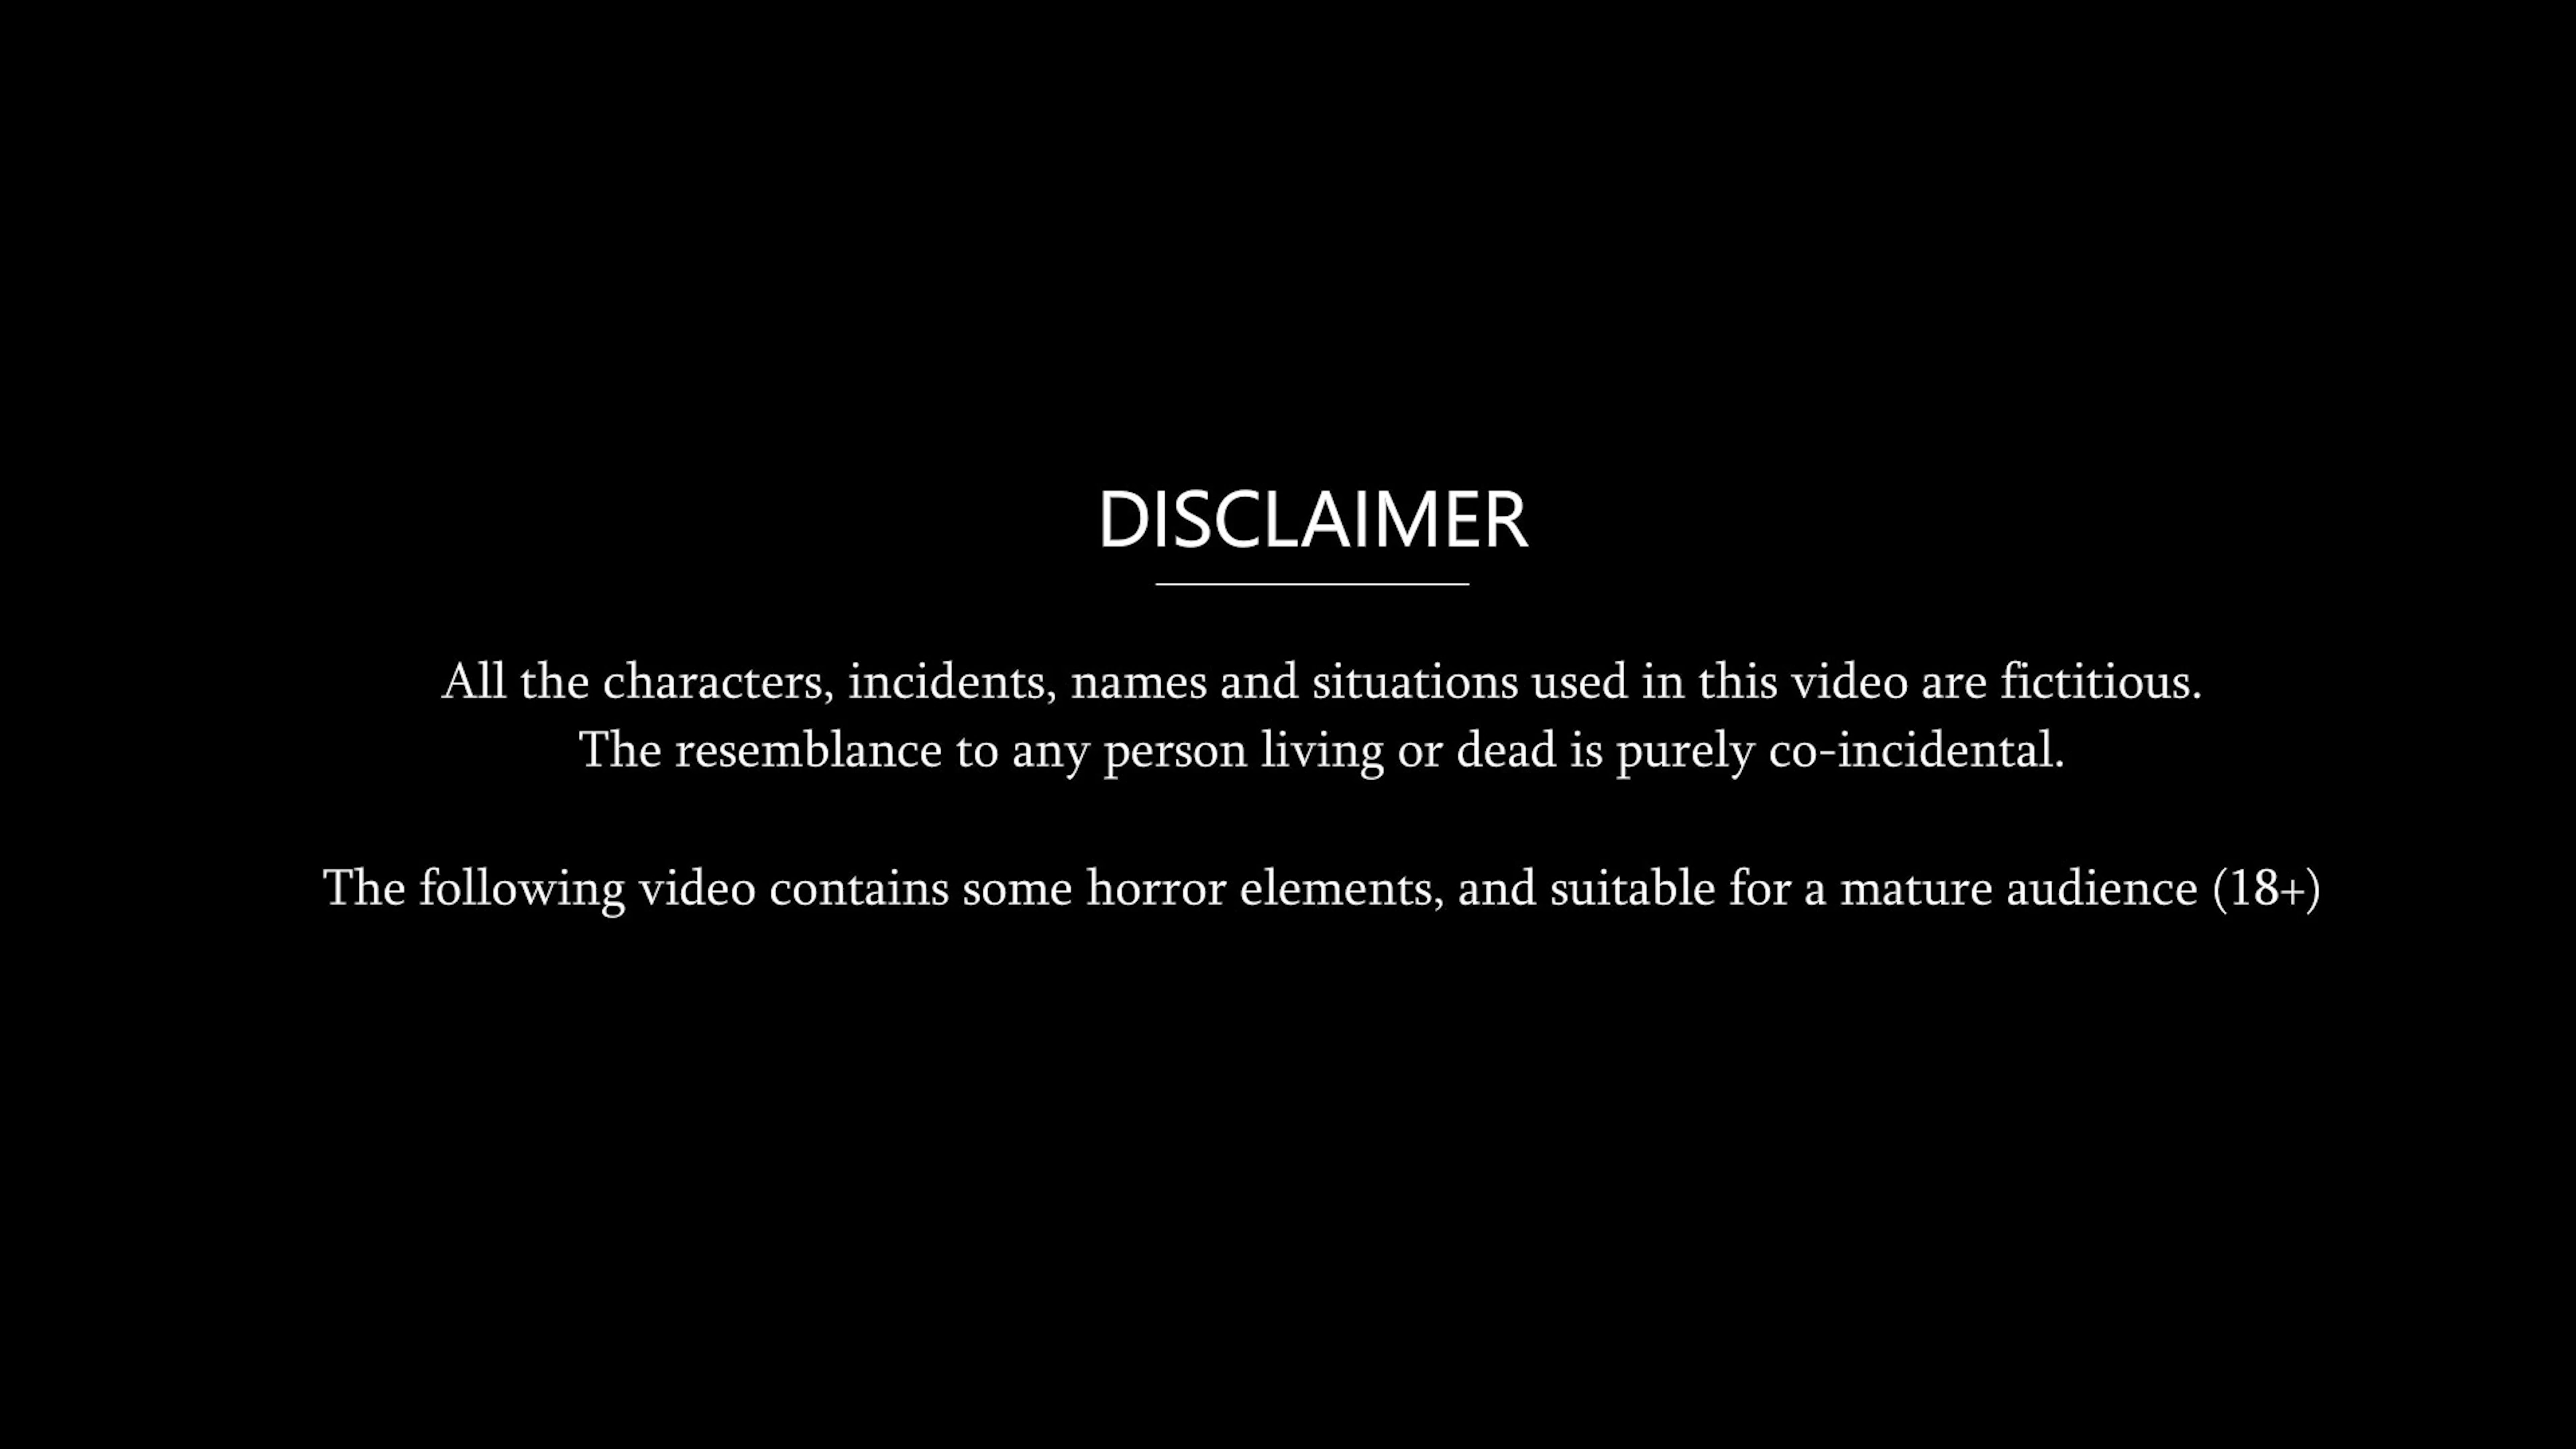 DISCLAIMER
All the characters, incidents, names and situations used in this video are fictitious.
The resemblance to any person living or dead is purely co-incidental.
The following video contains some horror elements, and suitable for a mature audience (18+)